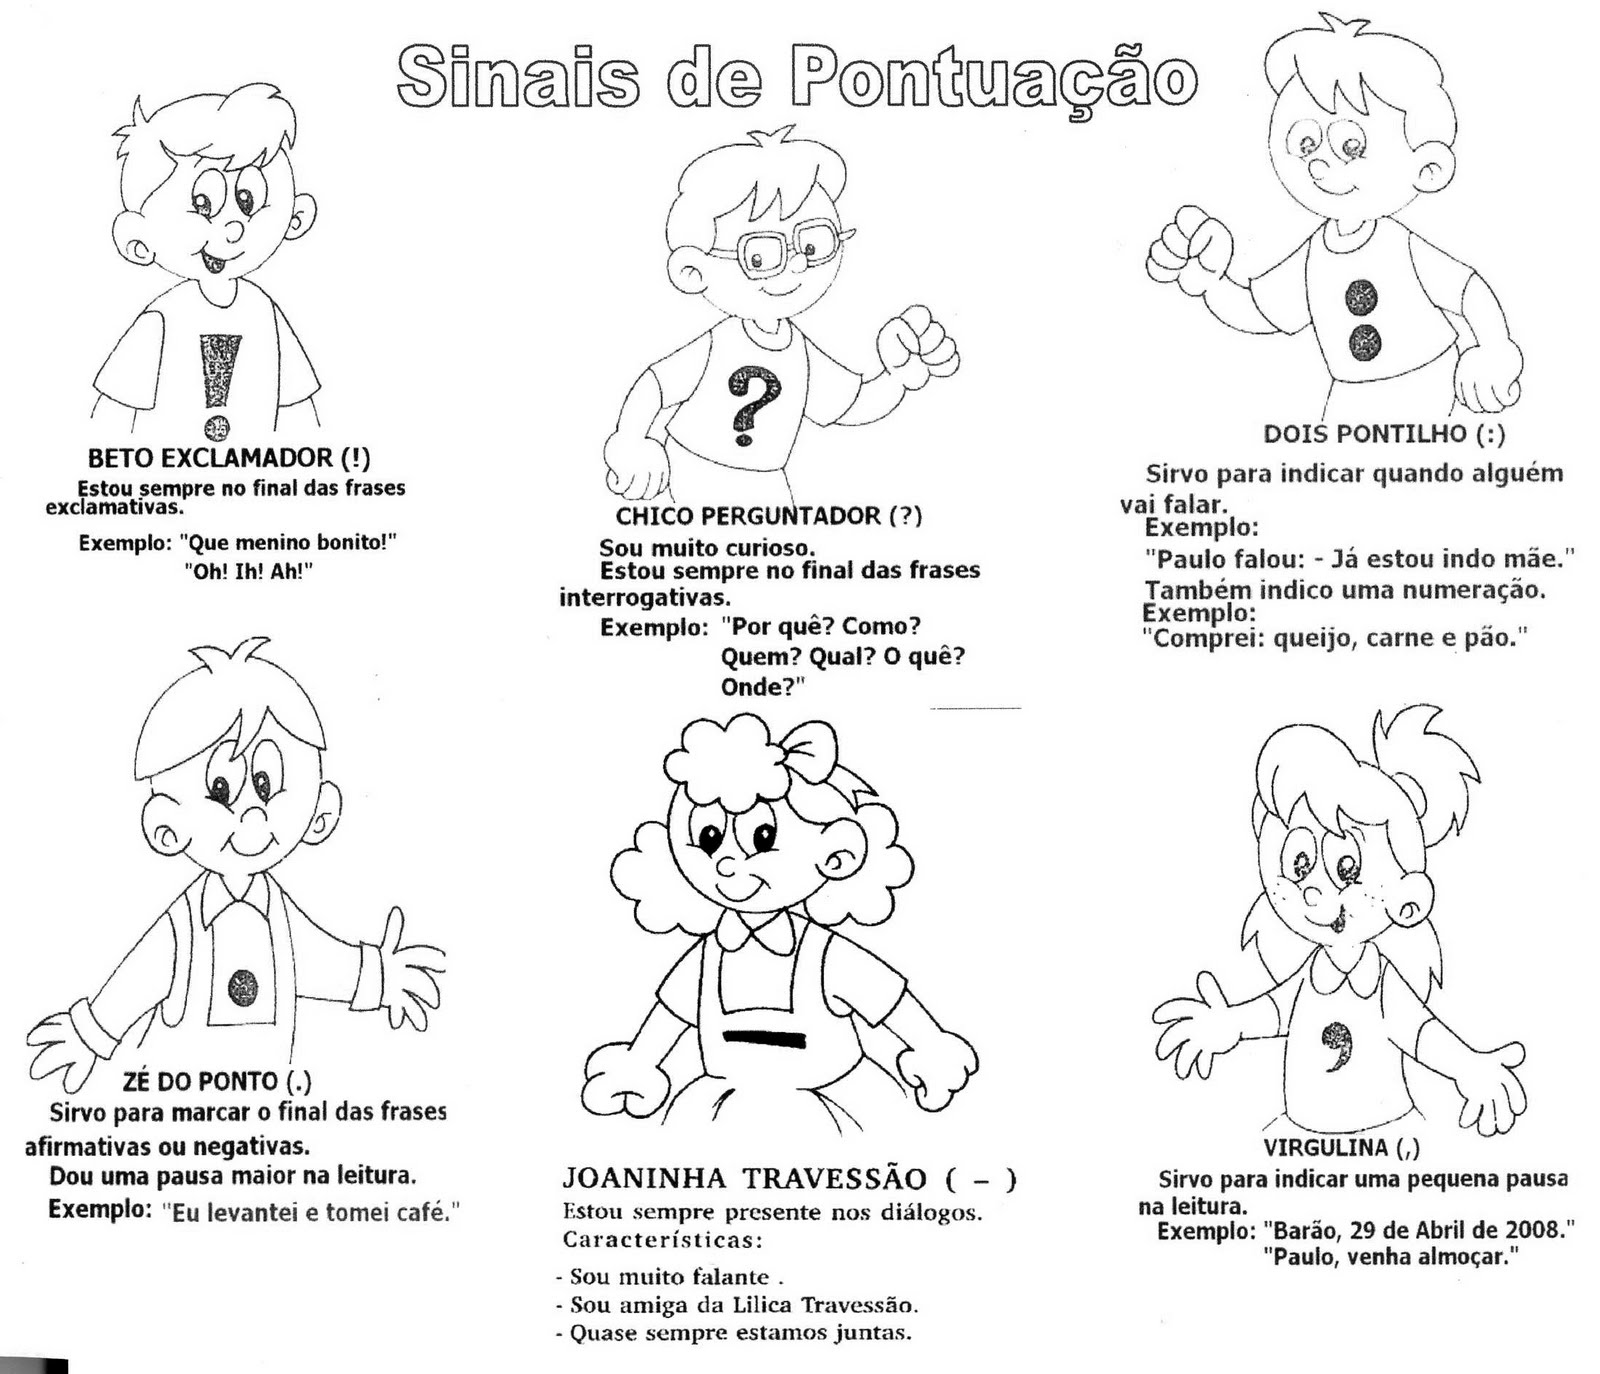 Sinais de Pontuação
!
BETO EXCLAMADOR (!)
Estou sempre no final das frases
exclamativas.
Exemplo: "Que menino bonito!"
"Oh! Ih! Ah!"
?
CHICO PERGUNTADOR (?)
Sou muito curioso.
Estou sempre no final das frases
interrogativas.
Exemplo: "Por quê? Como?
Quem? Qual? O quê?
Onde?"
:
DOIS PONTILHO (:)
Sirvo para indicar quando alguém
vai falar.
Exemplo:
"Paulo falou: - Já estou indo mãe."
Também indico uma numeração.
Exemplo:
"Comprei: queijo, carne e pão."
.
ZÉ DO PONTO (.)
Sirvo para marcar o final das frases
afirmativas ou negativas.
Dou uma pausa maior na leitura.
Exemplo: "Eu levantei e tomei café."
-
JOANINHA TRAVESSÃO ( – )
Estou sempre presente nos diálogos.
Características:
- Sou muito falante .
- Sou amiga da Lilica Travessão.
- Quase sempre estamos juntas.
,
VIRGULINA (,)
Sirvo para indicar uma pequena pausa
na leitura.
Exemplo: "Barão, 29 de Abril de 2008."
"Paulo, venha almoçar."